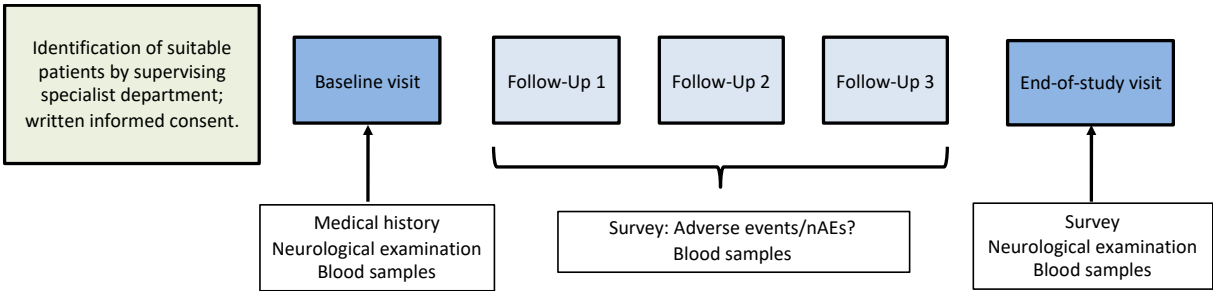 Identification of suitable
patients by supervising
specialist department;
written informed consent.
Baseline visit
Follow-Up 1
Follow-Up 2
Follow-Up 3
End-of-study visit
Medical history
Neurological examination
Blood samples
Survey: Adverse events/nAEs?
Blood samples
Survey
Neurological examination
Blood samples